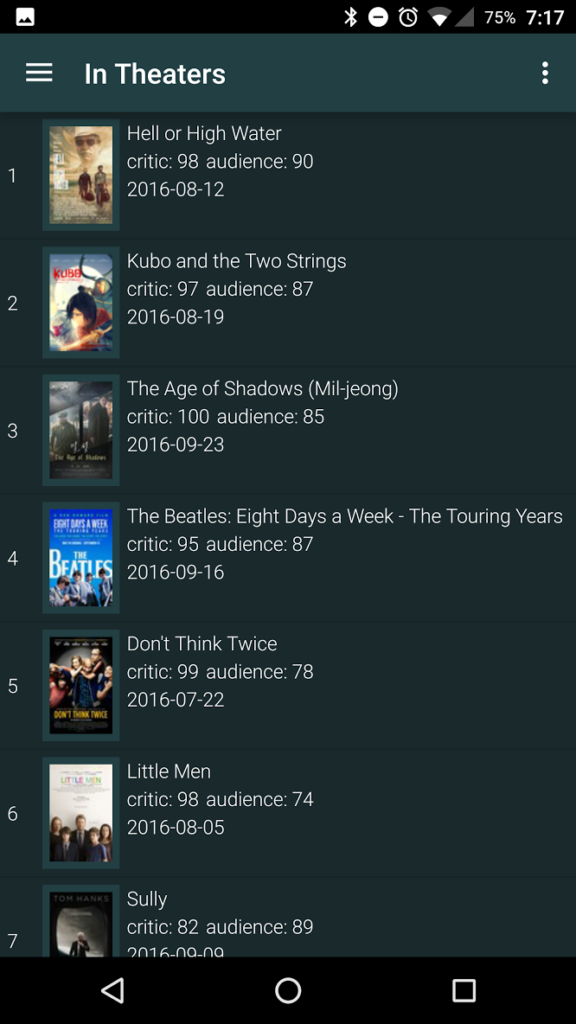 75% 7:17
In Theaters
1
Hell or High Water
critic: 98 audience: 90
2016-08-12
2
KUBO
Kubo and the Two Strings
critic: 97 audience: 87
2016-08-19
3
The Age of Shadows
The Age of Shadows (Mil-jeong)
critic: 100 audience: 85
2016-09-23
4
EIGHT DAYS A WEEK
THE TOURING YEARS
THE
BEATLES
The Beatles: Eight Days a Week - The Touring Years
critic: 95 audience: 87
2016-09-16
5
DON'T THINK TWICE
Don't Think Twice
critic: 99 audience: 78
2016-07-22
6
LITTLE MEN
Little Men
critic: 98 audience: 74
2016-08-05
7
TOM HANKS
Sully
critic: 82 audience: 89
2016-09-09